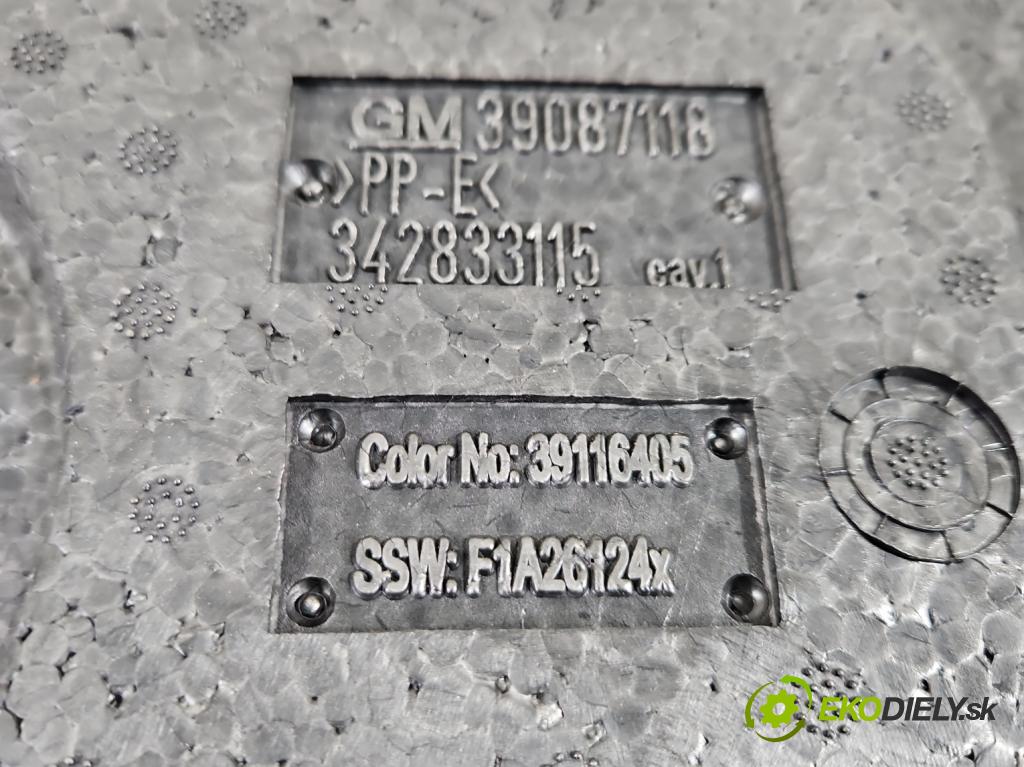 GM 39087118
>PP-E<
342833115 cav.1
Color No: 39116405
SSW: F1A26124x
EKODIELY.sk